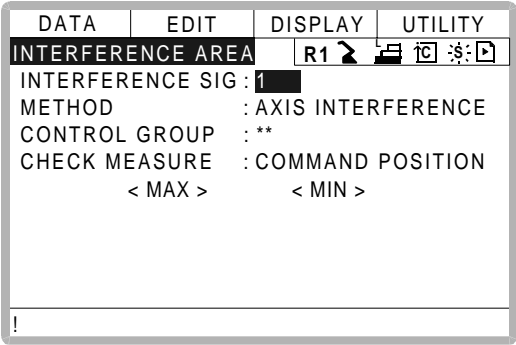 DATA EDIT DISPLAY UTILITY
INTERFERENCE AREA R1 C S
INTERFERENCE SIG : 1
METHOD : AXIS INTERFERENCE
CONTROL GROUP : **
CHECK MEASURE : COMMAND POSITION
< MAX > < MIN >
!